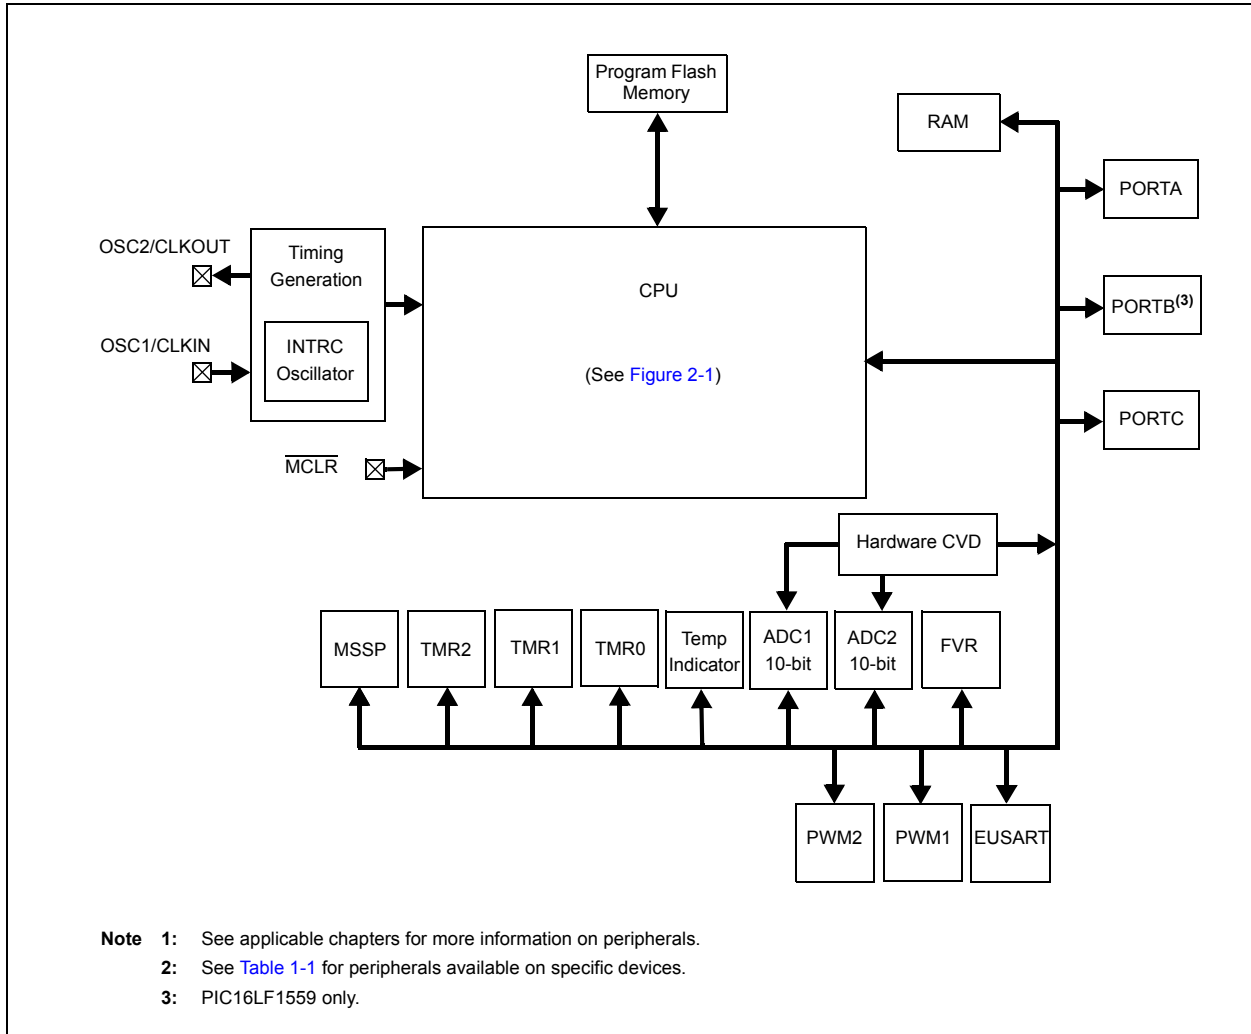 Program Flash
Memory
RAM
PORTA
OSC2/CLKOUT
Timing
Generation
CPU
PORTB(3)
OSC1/CLKIN
INTRC
Oscillator
(See Figure 2-1)
PORTC
MCLR
Hardware CVD
MSSP
TMR2
TMR1
TMR0
Temp
Indicator
ADC1
10-bit
ADC2
10-bit
FVR
PWM2
PWM1
EUSART
Note 1: See applicable chapters for more information on peripherals.
2: See Table 1-1 for peripherals available on specific devices.
3: PIC16LF1559 only.